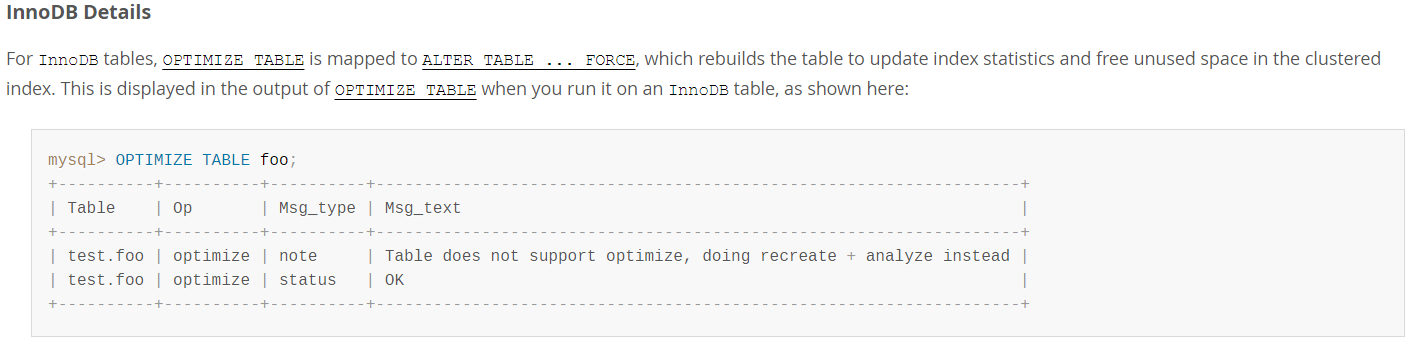 InnoDB Details
For InnoDB tables, OPTIMIZE TABLE is mapped to ALTER TABLE ... FORCE, which rebuilds the table to update index statistics and free unused space in the clustered
index. This is displayed in the output of OPTIMIZE TABLE when you run it on an InnoDB table, as shown here:
mysql> OPTIMIZE TABLE foo;
+----------+----------+----------+-------------------------------------------------------------------+
| Table    | Op       | Msg_type | Msg_text                                                          |
+----------+----------+----------+-------------------------------------------------------------------+
| test.foo | optimize | note     | Table does not support optimize, doing recreate + analyze instead |
| test.foo | optimize | status   | OK                                                                |
+----------+----------+----------+-------------------------------------------------------------------+